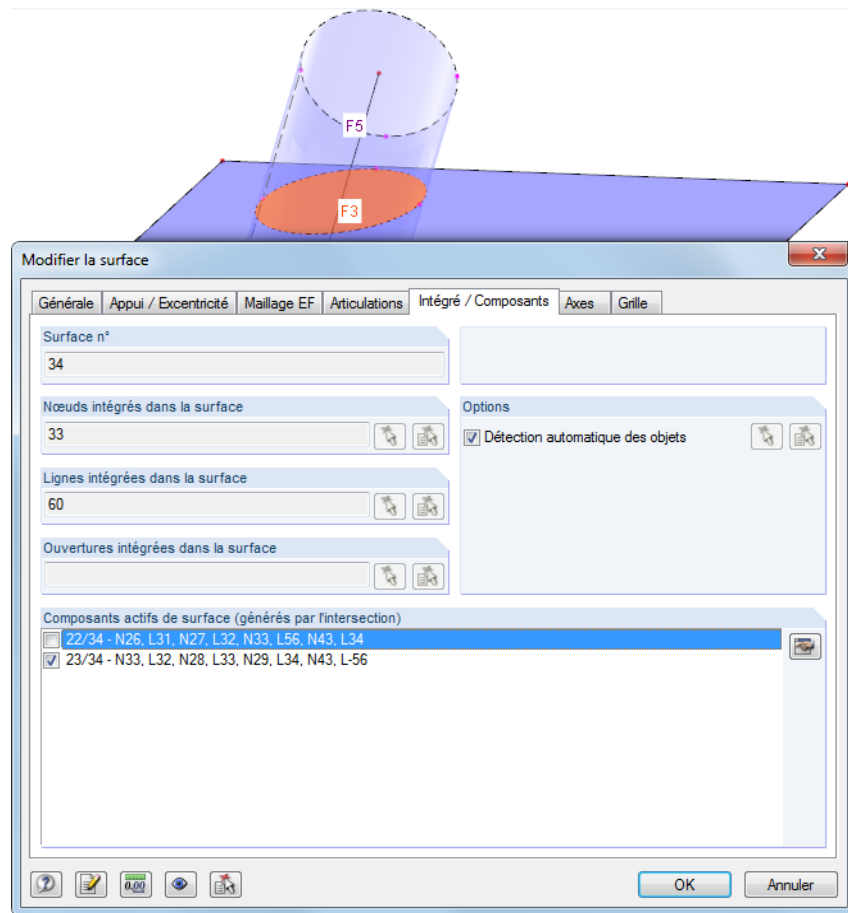 F5
F3
Modifier la surface
Générale
Appui / Excentricité
Maillage EF
Articulations
Intégré / Composants
Axes
Grille
Surface n°
34
Nœuds intégrés dans la surface
33
Options
Détection automatique des objets
Lignes intégrées dans la surface
60
Ouvertures intégrées dans la surface
Composants actifs de surface (générés par l'intersection)
22/34 - N26, L31, N27, L32, N33, L56, N43, L34
23/34 - N33, L32, N28, L33, N29, L34, N43, L-56
0.00
OK
Annuler